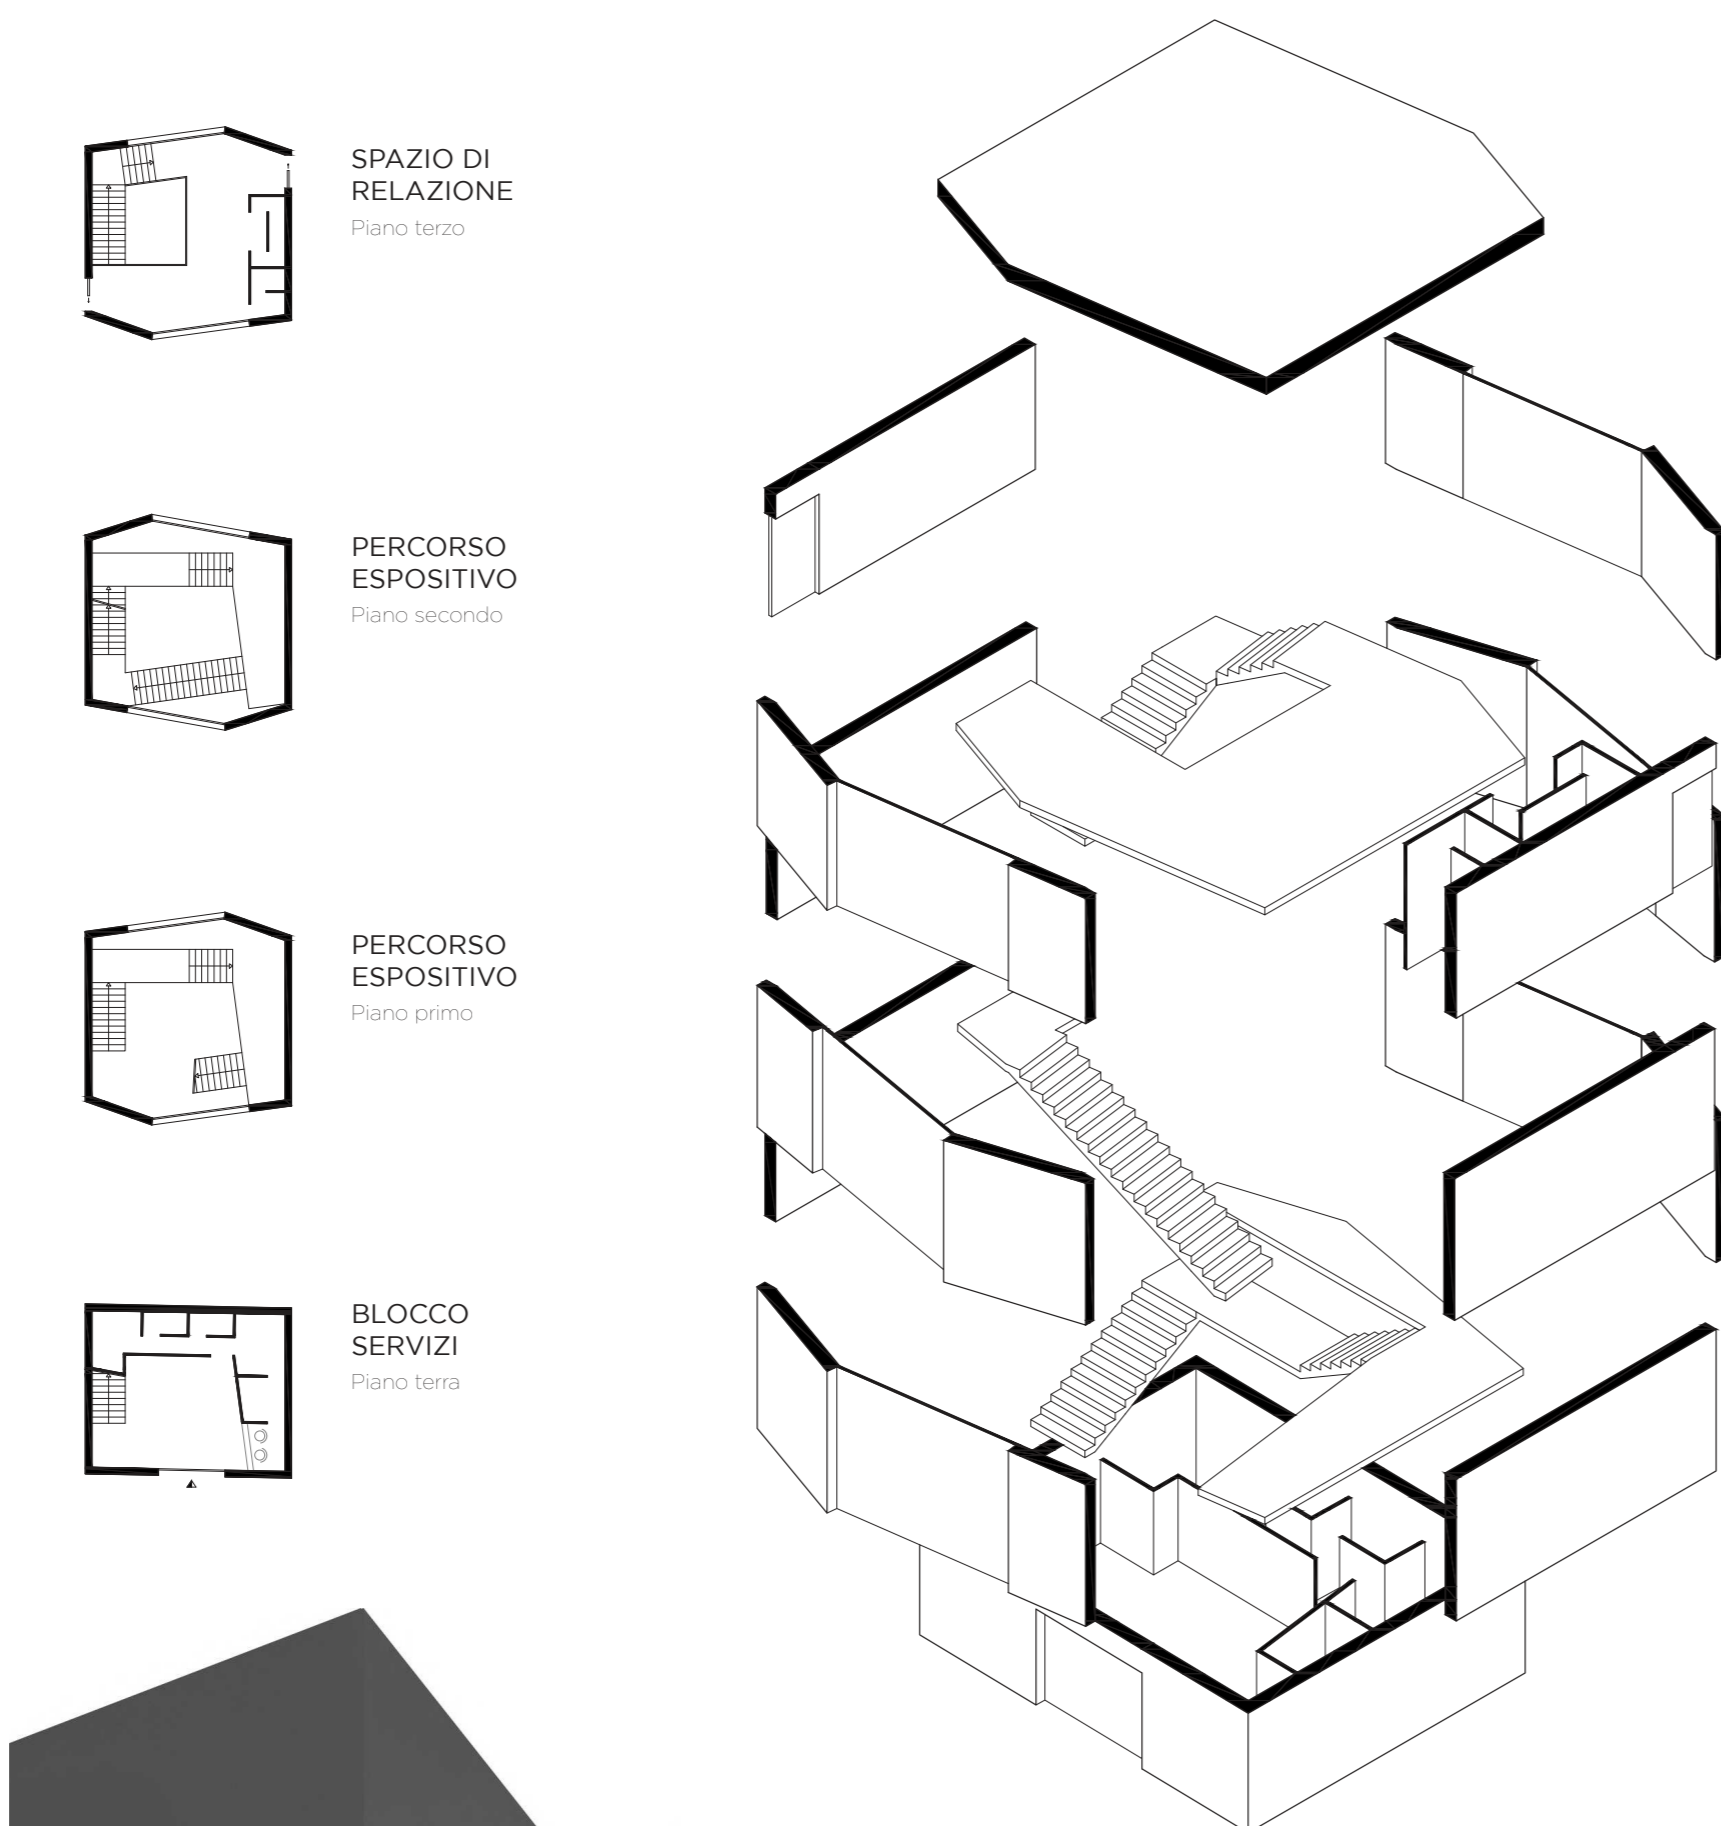 SPAZIO DI
RELAZIONE
Piano terzo
PERCORSO
ESPOSITIVO
Piano secondo
PERCORSO
ESPOSITIVO
Piano primo
BLOCCO
SERVIZI
Piano terra